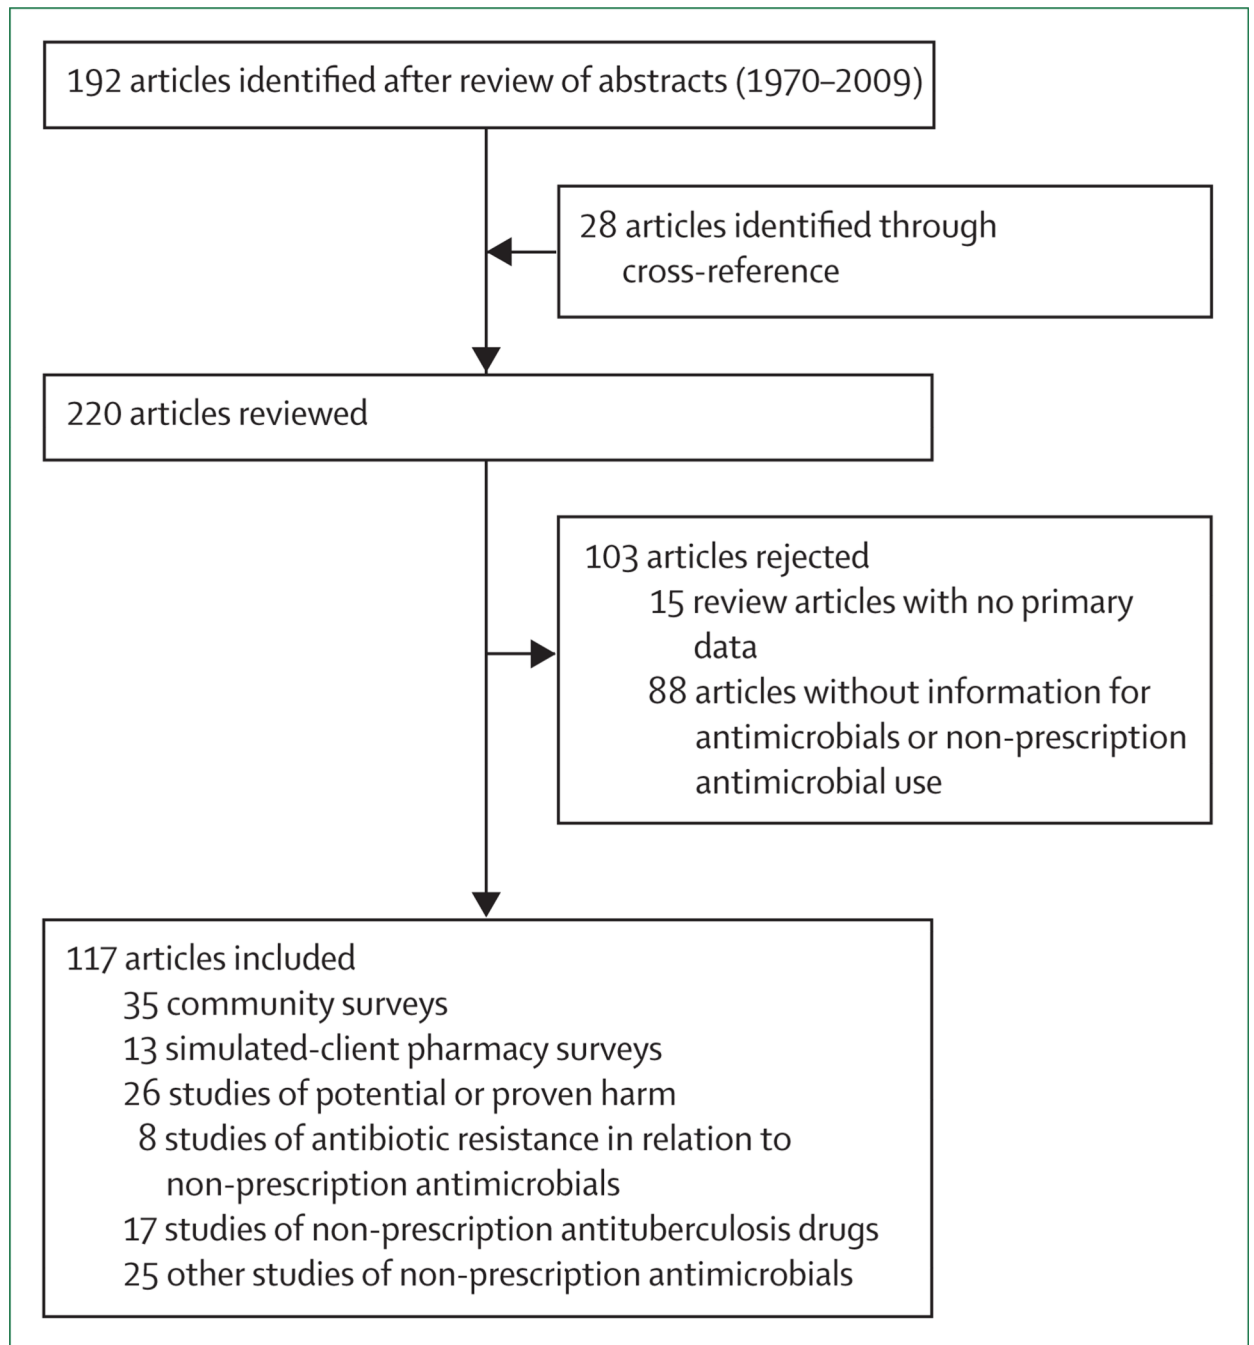 192 articles identified after review of abstracts (1970–2009)
28 articles identified through
cross-reference
220 articles reviewed
103 articles rejected
15 review articles with no primary
data
88 articles without information for
antimicrobials or non-prescription
antimicrobial use
117 articles included
35 community surveys
13 simulated-client pharmacy surveys
26 studies of potential or proven harm
8 studies of antibiotic resistance in relation to
non-prescription antimicrobials
17 studies of non-prescription antituberculosis drugs
25 other studies of non-prescription antimicrobials